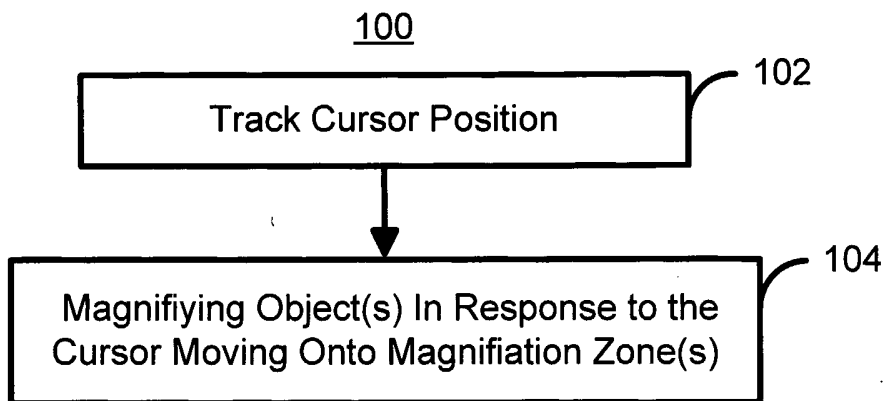 100
102
Track Cursor Position
104
Magnifiying Object(s) In Response to the
Cursor Moving Onto Magnifiation Zone(s)